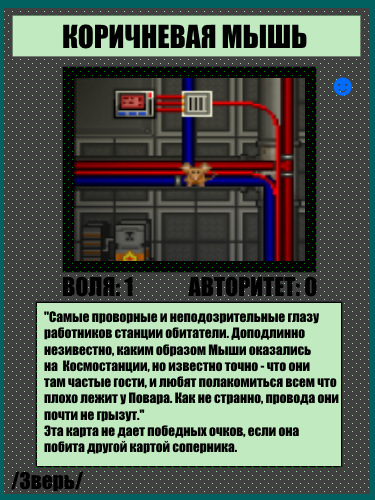 КОРИЧНЕВАЯ МЫШЬ
ВОЛЯ: 1 АВТОРИТЕТ: 0
"Самые проворные и неподозрительные глазу
работников станции обитатели. Доподлинно
незивестно, каким образом Мыши оказались
на Космостанции, но известно точно - что они
там частые гости, и любят полакомиться всем что
плохо лежит у Повара. Как не странно, провода они
почти не грызут."
Эта карта не дает победных очков, если она
побита другой картой соперника.
/Зверь/